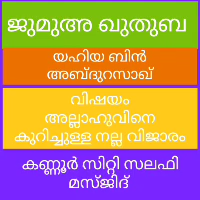 ജുമുഅ ഖുതുബ
യഹിയ ബിൻ
അബ്ദുറസാഖ്
വിഷയം
അല്ലാഹുവിനെ
കുറിച്ചുള്ള നല്ല വിജാരം
കണ്ണൂർ സിറ്റി സലഫി
മസ്ജിദ്